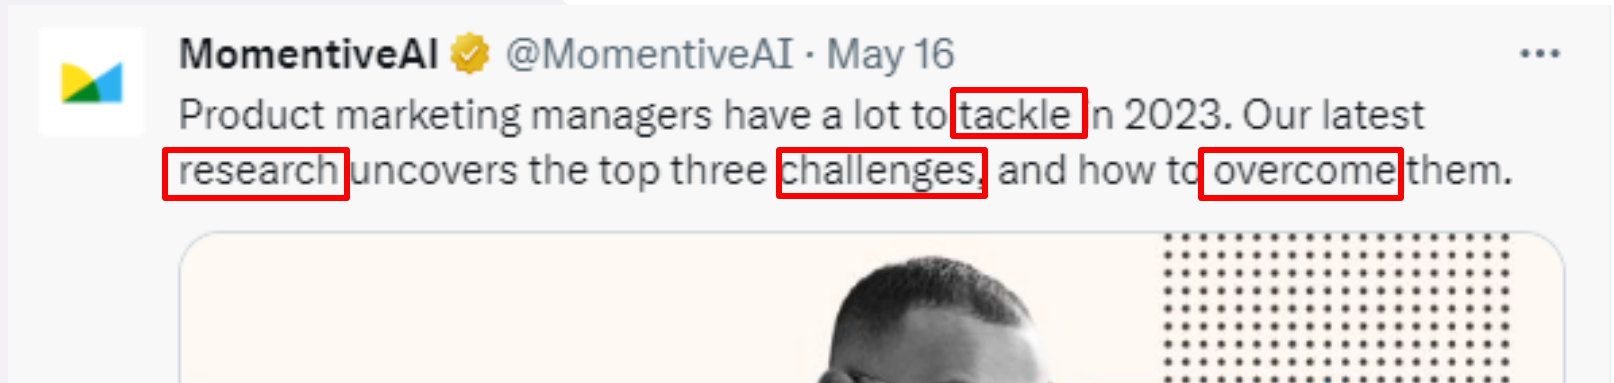 MomentiveAI @MomentiveAI · May 16
Product marketing managers have a lot to tackle in 2023. Our latest
research uncovers the top three challenges, and how to overcome them.